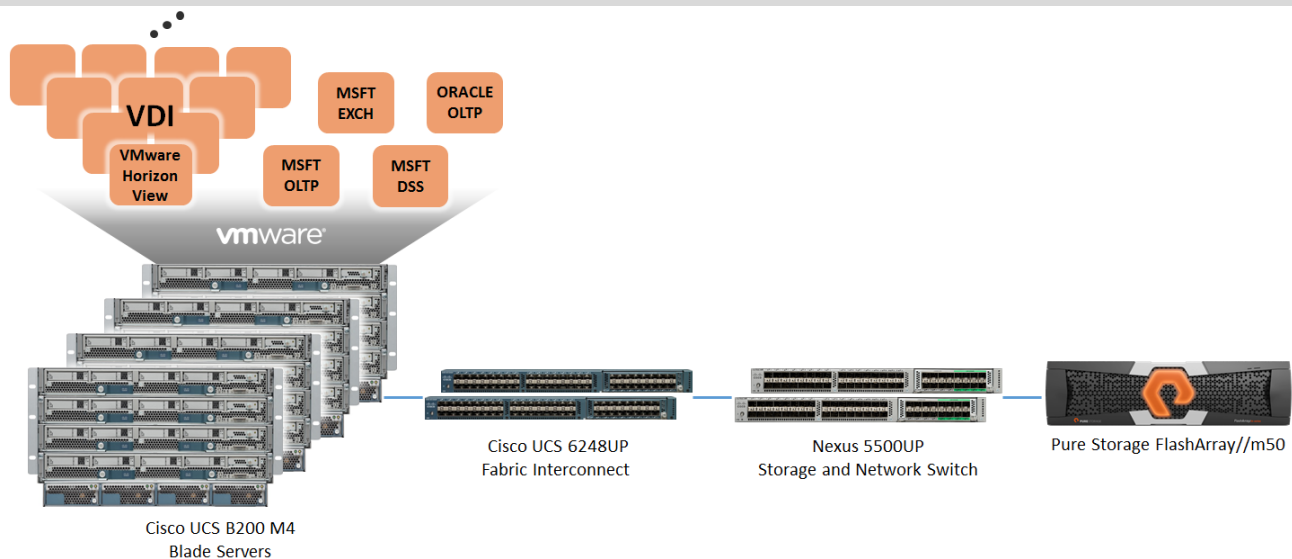 VDI
VMware
Horizon
View
MSFT
EXCH
ORACLE
OLTP
MSFT
OLTP
MSFT
DSS
vmware®
Cisco UCS B200 M4
Blade Servers
Cisco UCS 6248UP
Fabric Interconnect
Nexus 5500UP
Storage and Network Switch
Pure Storage FlashArray//m50